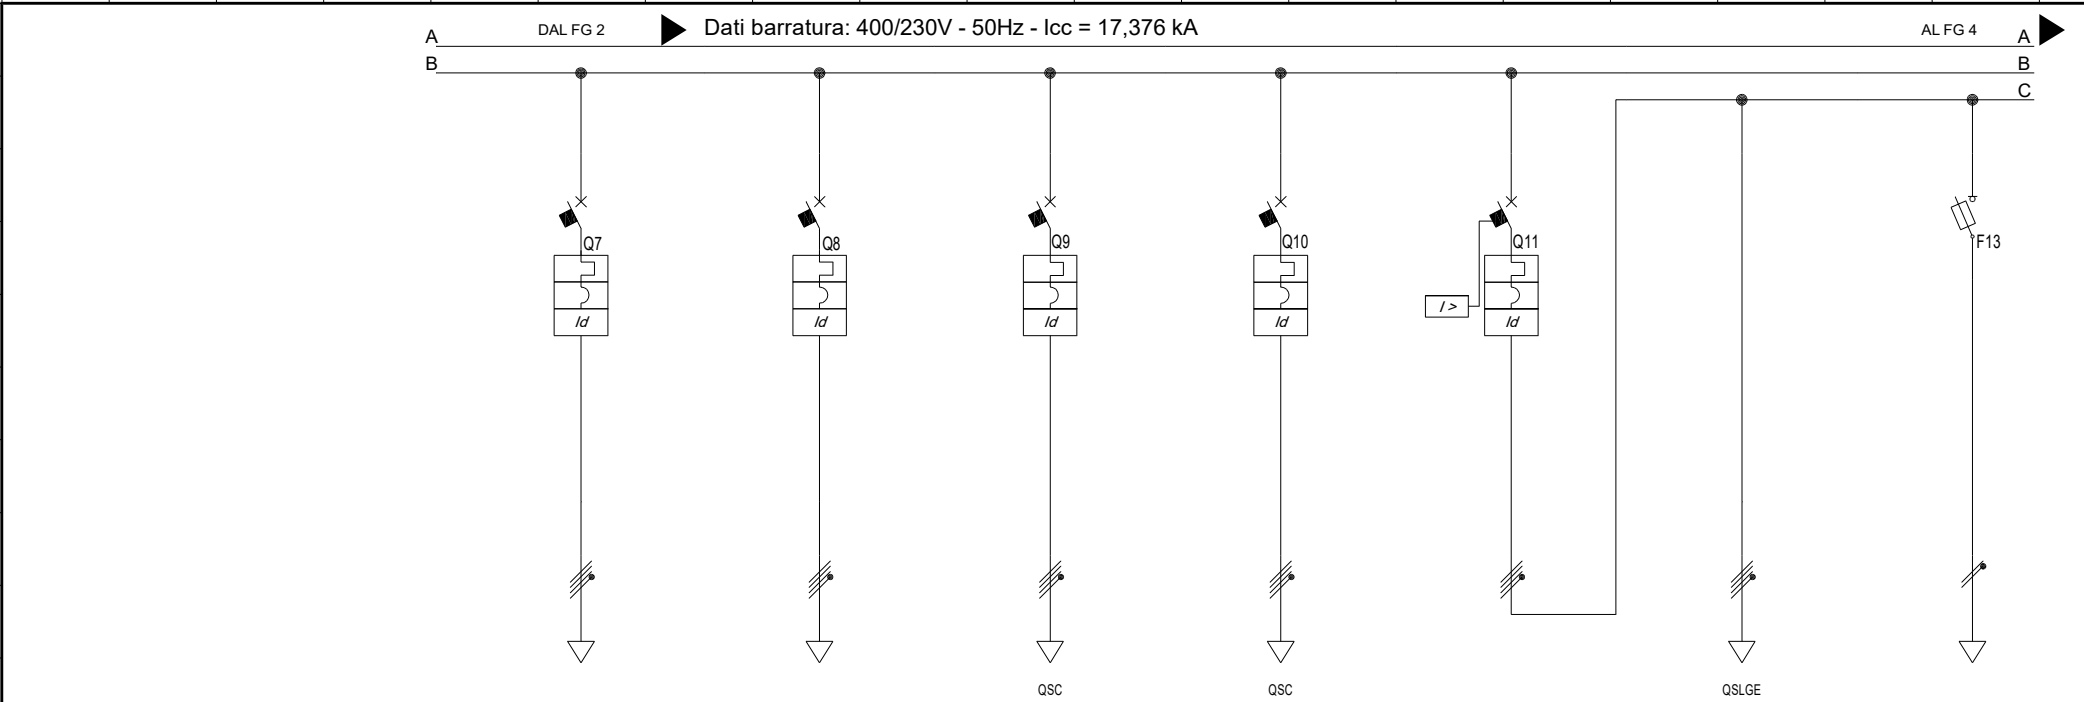 DAL FG 2
Dati barratura: 400/230V - 50Hz - Icc = 17,376 kA
AL FG 4
A
A
B
B
C
Q7
Q8
Q9
Q10
Q11
F13
I >
Id
Id
Id
Id
Id
QSC
QSC
QSLGE